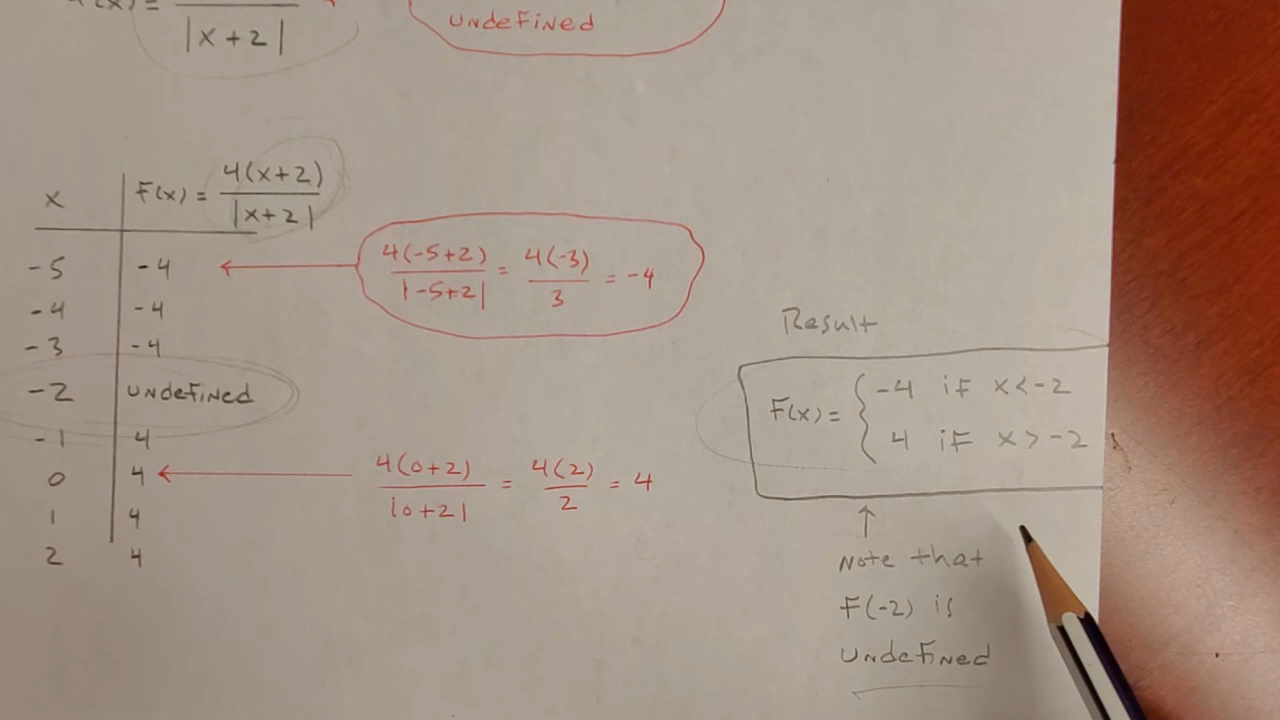 F(x) =
|x+2|
undefined
x F(x) = 4(x+2) / |x+2|
-5 -4
4(-5+2) / |-5+2| = 4(-3) / 3 = -4
-4 -4
-3 -4
-2 undefined
-1 4
0 4
4(0+2) / |0+2| = 4(2) / 2 = 4
1 4
2 4
Result
F(x) = { -4 if x < -2
4 if x > -2
Note that
F(-2) is
undefined